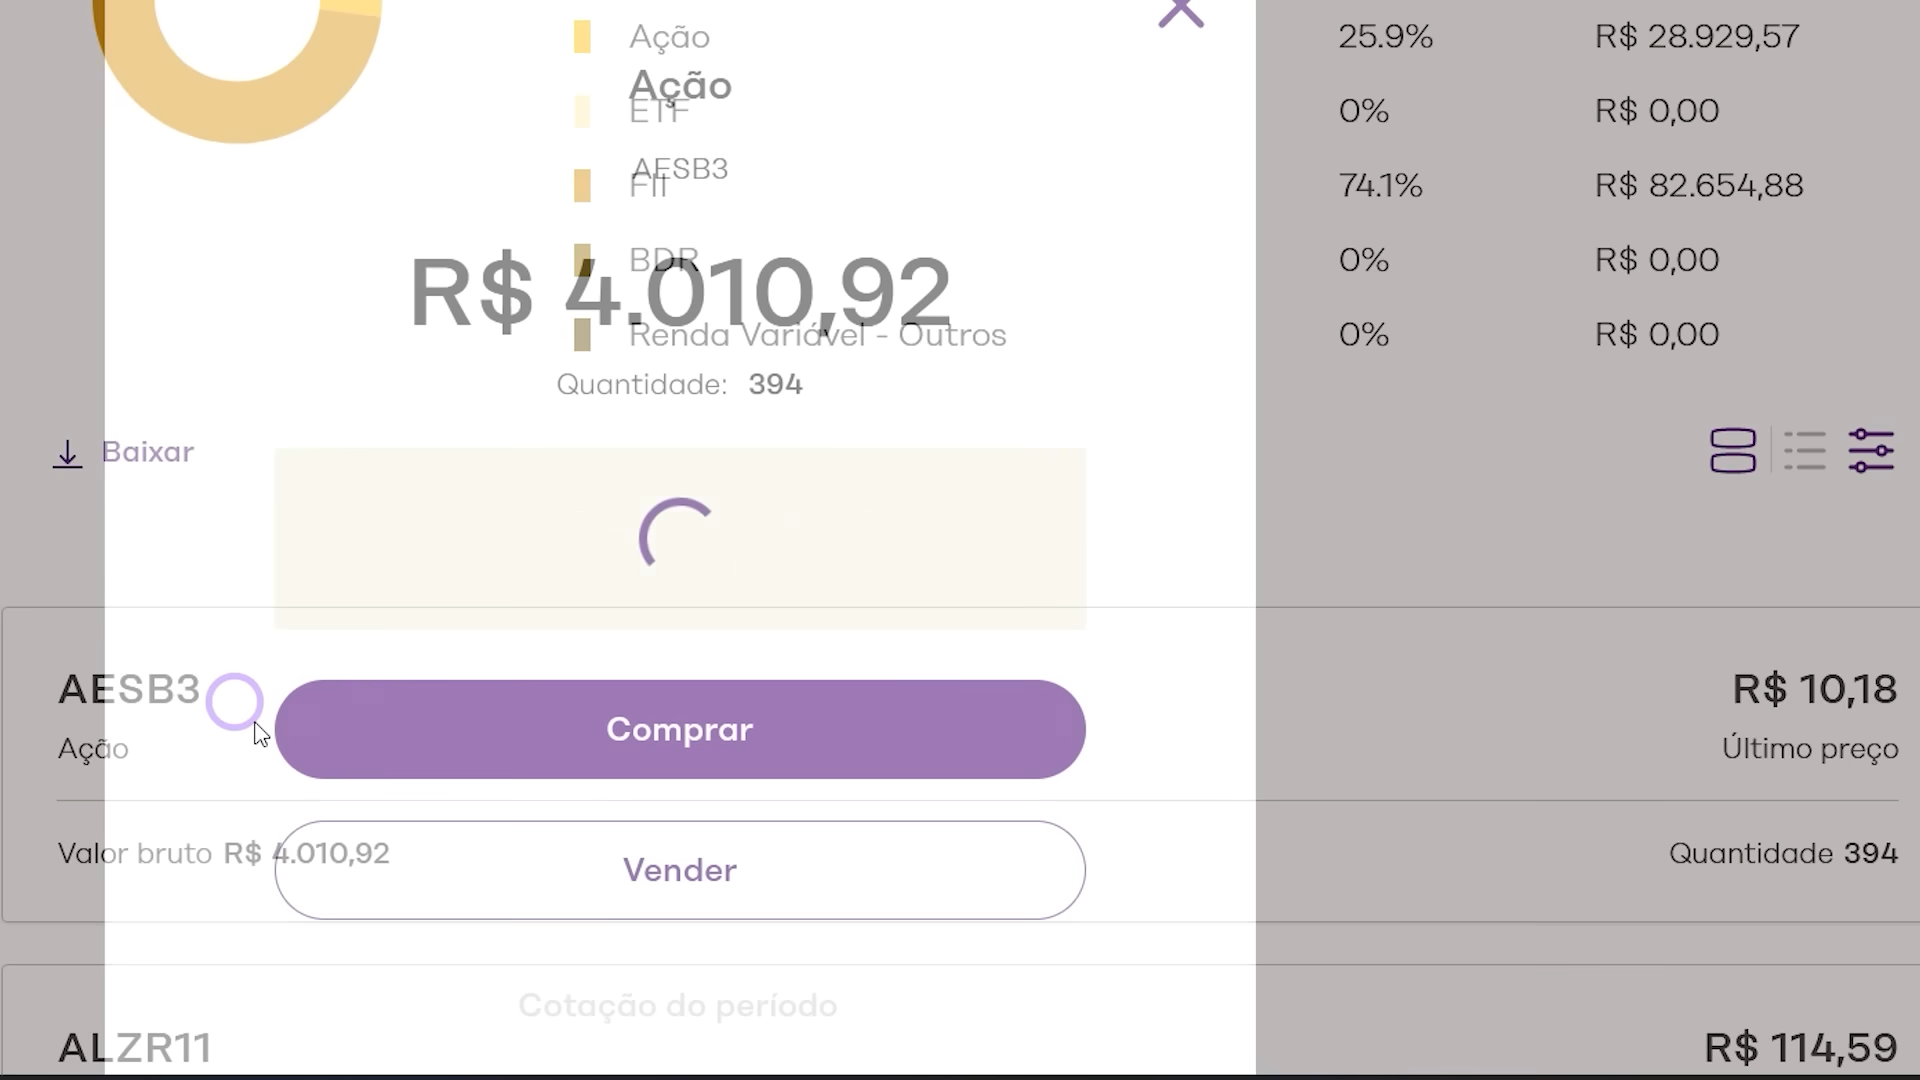 Ação 25.9% R$ 28.929,57
Ação
ETF 0% R$ 0,00
AESB3
FII 74.1% R$ 82.654,88
BDR 0% R$ 0,00
R$ 4.010,92
Renda Variável - Outros 0% R$ 0,00
Quantidade: 394
Baixar
AESB3 R$ 10,18
Comprar
Ação Último preço
Valor bruto R$ 4.010,92 Quantidade 394
Vender
Cotação do período
ALZR11 R$ 114,59